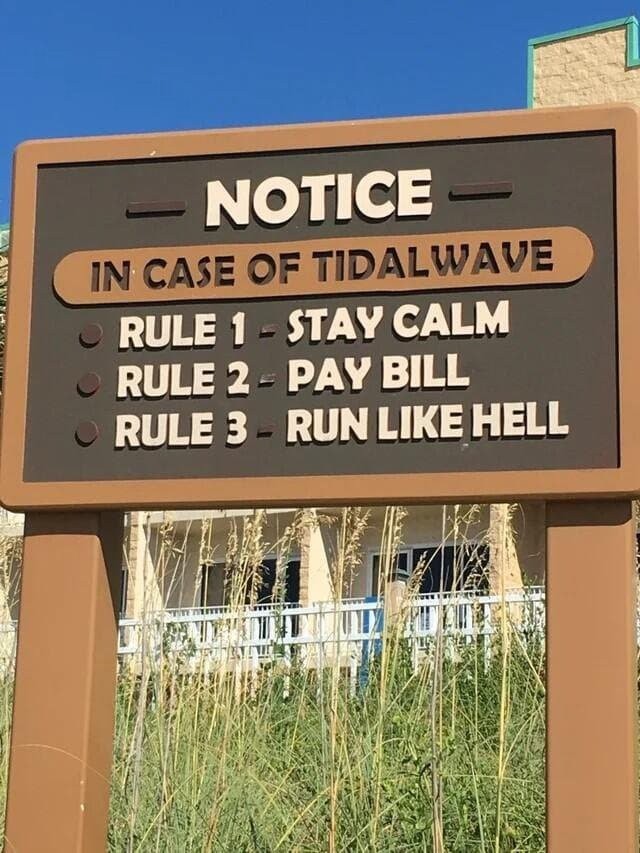 NOTICE
IN CASE OF TIDALWAVE
RULE 1 - STAY CALM
RULE 2 - PAY BILL
RULE 3 - RUN LIKE HELL